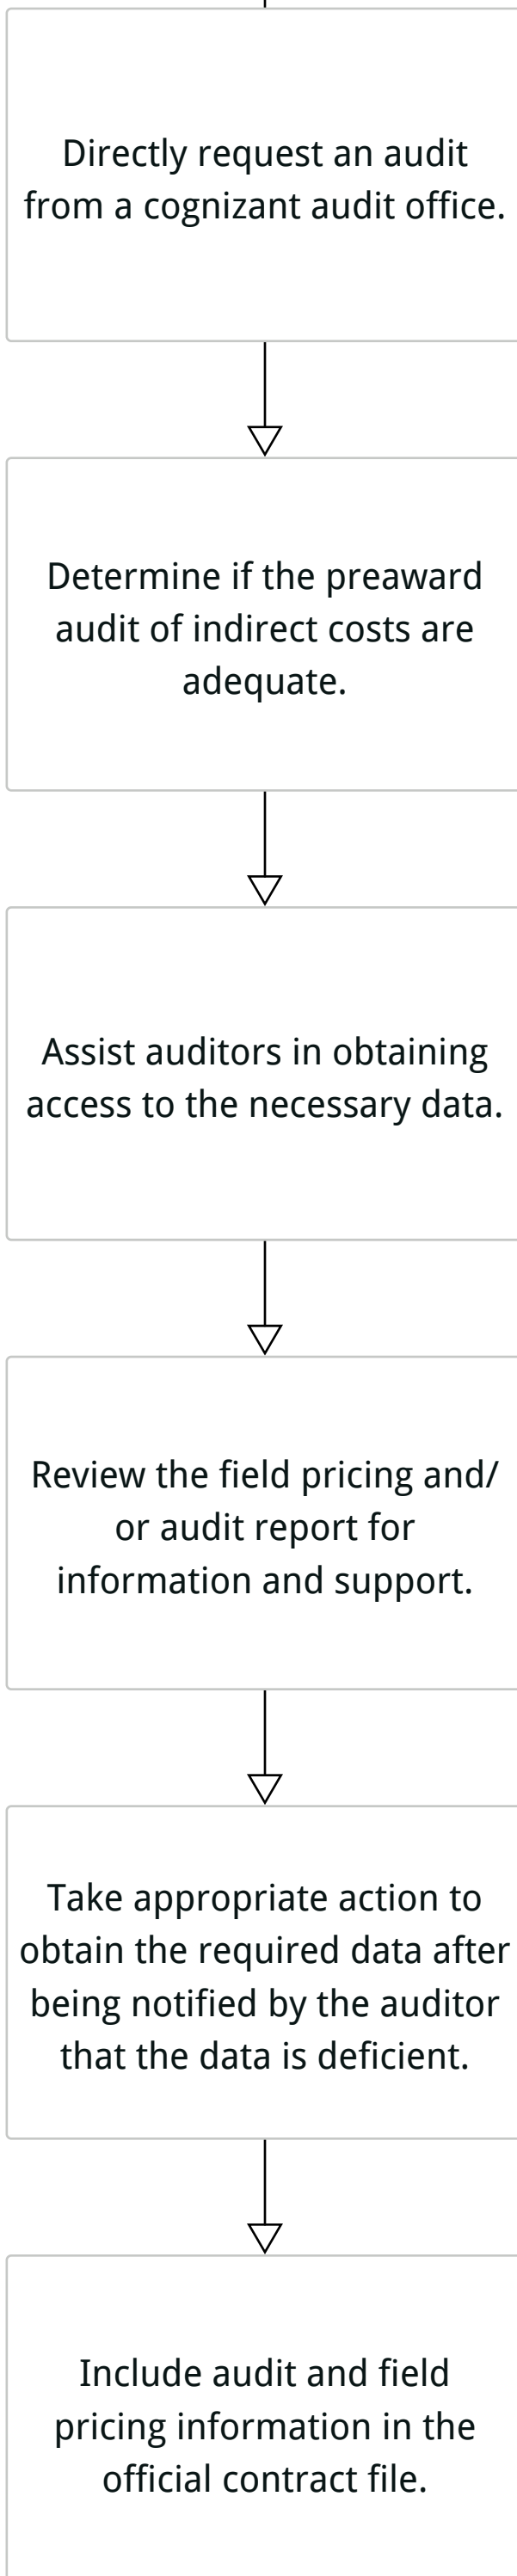 Directly request an audit
from a cognizant audit office.
Determine if the preaward
audit of indirect costs are
adequate.
Assist auditors in obtaining
access to the necessary data.
Review the field pricing and/
or audit report for
information and support.
Take appropriate action to
obtain the required data after
being notified by the auditor
that the data is deficient.
Include audit and field
pricing information in the
official contract file.